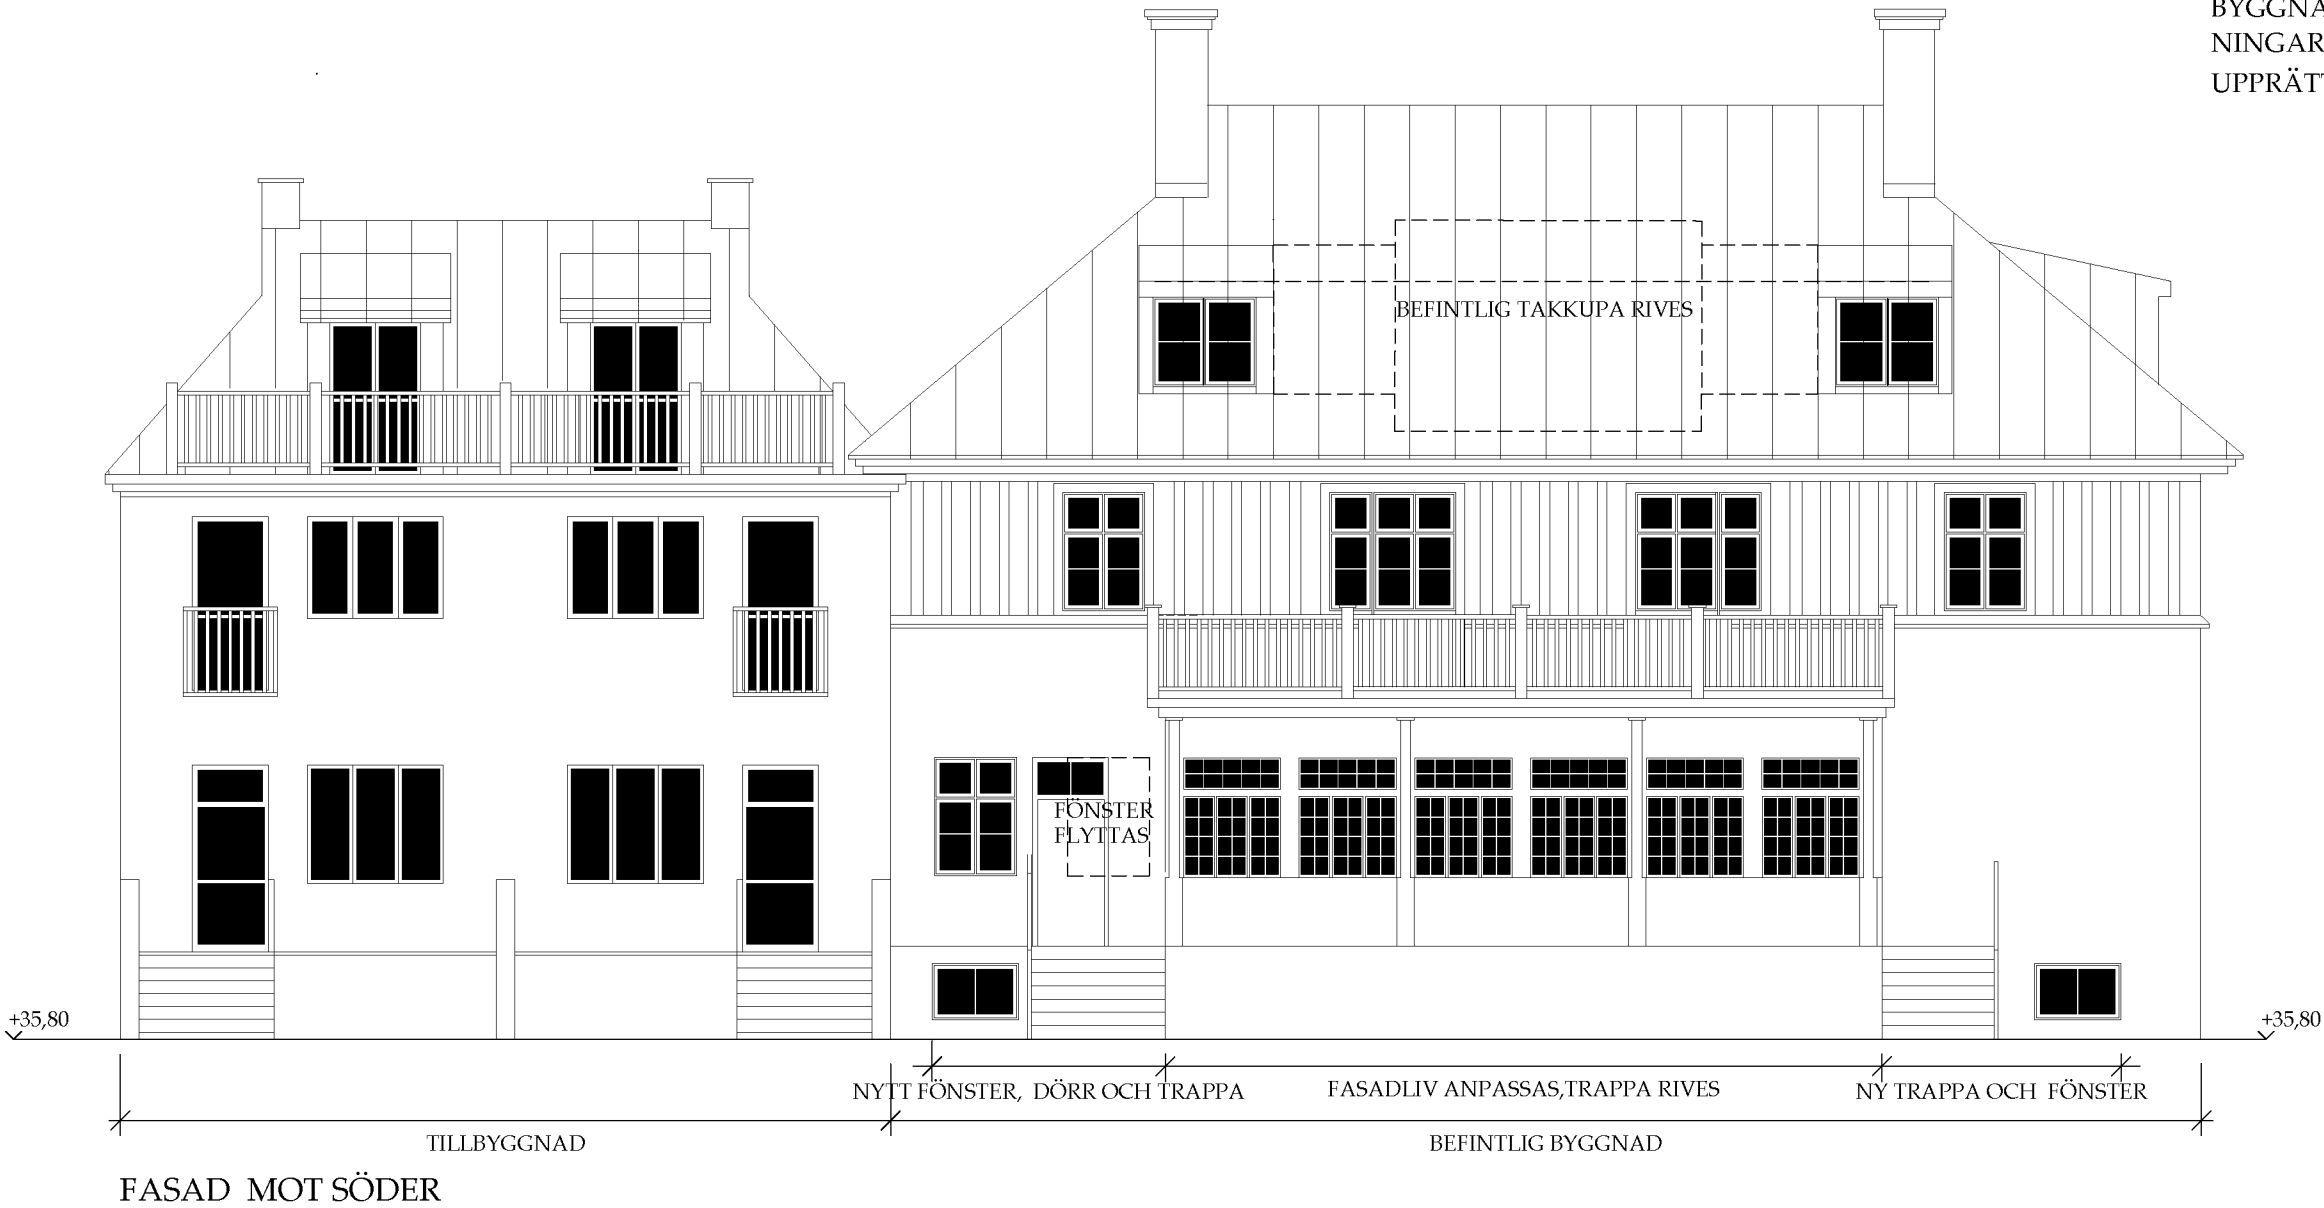 BYGGNA
NINGAR
UPPRÄT
BEFINTLIG TAKKUPA RIVES
FÖNSTER
FLYTTAS
+35,80
+35,80
NYTT FÖNSTER, DÖRR OCH TRAPPA
FASADLIV ANPASSAS,TRAPPA RIVES
NY TRAPPA OCH FÖNSTER
TILLBYGGNAD
BEFINTLIG BYGGNAD
FASAD MOT SÖDER